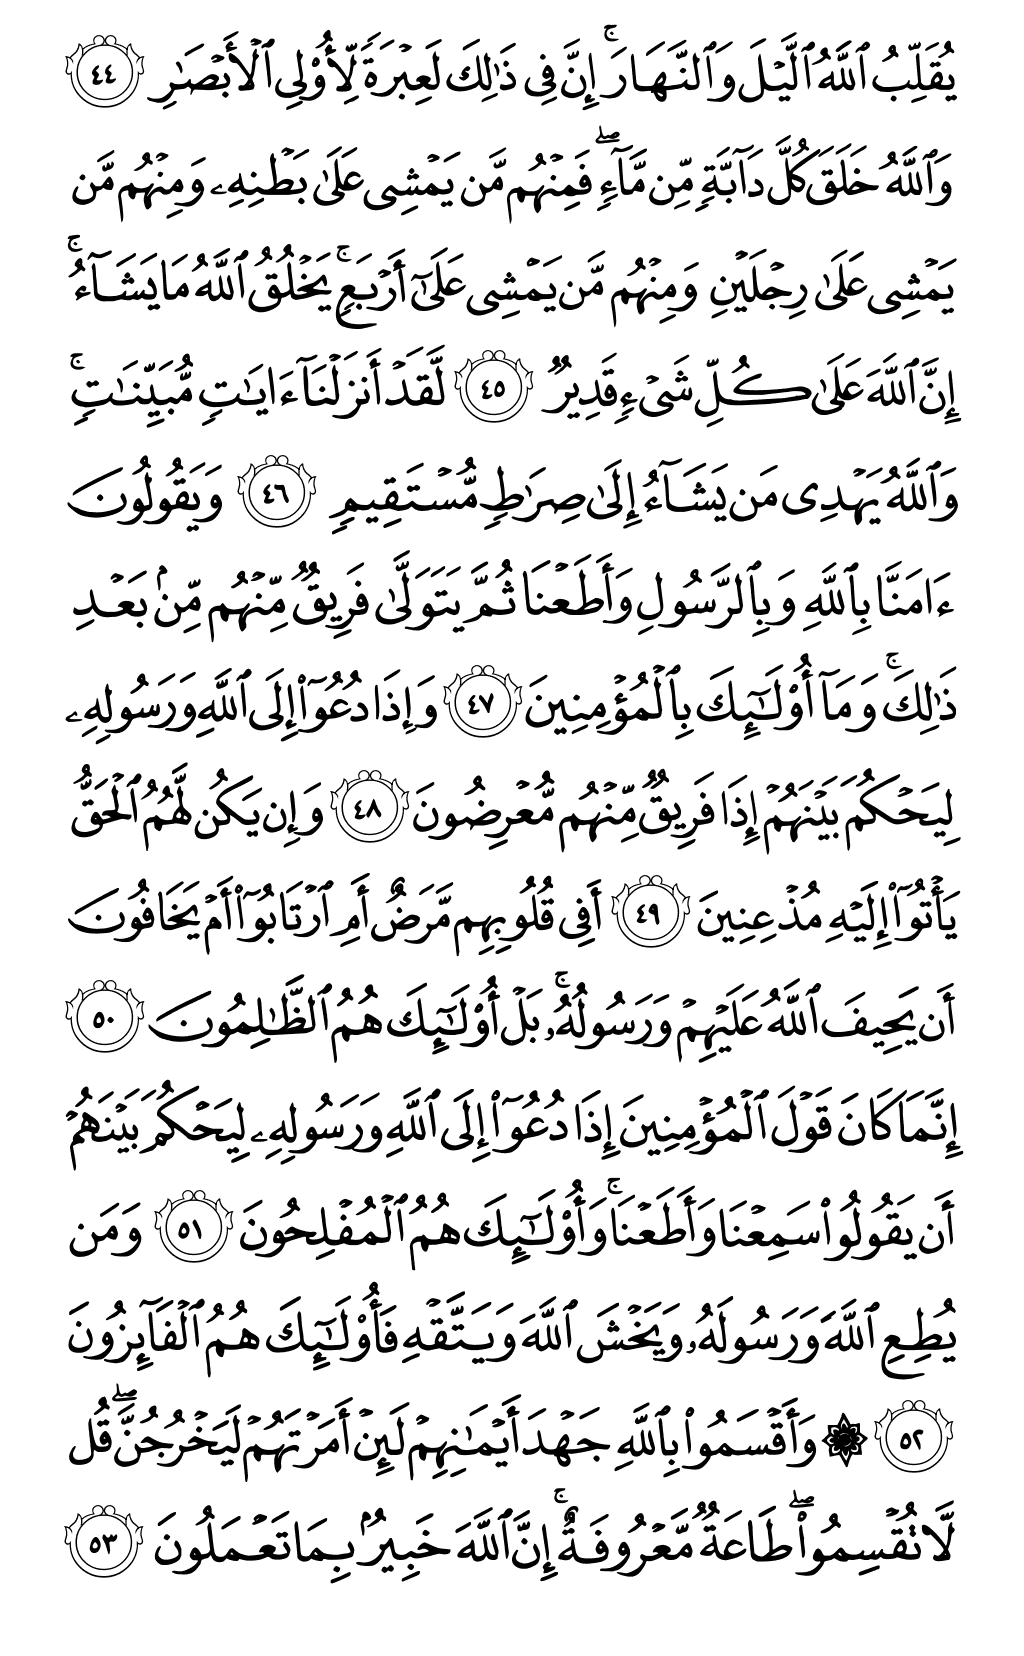 يُقَلِّبُ ٱللَّهُ ٱلَّيْلَ وَٱلنَّهَارَ ۚ إِنَّ فِى ذَٰلِكَ لَعِبْرَةً لِّأُو۟لِى ٱلْأَبْصَٰرِ ٤٤
وَٱللَّهُ خَلَقَ كُلَّ دَآبَّةٍ مِّن مَّآءٍ ۖ فَمِنْهُم مَّن يَمْشِى عَلَىٰ بَطْنِهِۦ وَمِنْهُم مَّن
يَمْشِى عَلَىٰ رِجْلَيْنِ وَمِنْهُم مَّن يَمْشِى عَلَىٰٓ أَرْبَعٍ ۚ يَخْلُقُ ٱللَّهُ مَا يَشَآءُ ۚ
إِنَّ ٱللَّهَ عَلَىٰ كُلِّ شَىْءٍ قَدِيرٌ ٤٥ لَّقَدْ أَنزَلْنَآ ءَايَٰتٍ مُّبَيِّنَٰتٍ ۚ
وَٱللَّهُ يَهْدِى مَن يَشَآءُ إِلَىٰ صِرَٰطٍ مُّسْتَقِيمٍ ٤٦ وَيَقُولُونَ
ءَامَنَّا بِٱللَّهِ وَبِٱلرَّسُولِ وَأَطَعْنَا ثُمَّ يَتَوَلَّىٰ فَرِيقٌ مِّنْهُم مِّنۢ بَعْدِ
ذَٰلِكَ ۚ وَمَآ أُو۟لَٰٓئِكَ بِٱلْمُؤْمِنِينَ ٤٧ وَإِذَا دُعُوٓا۟ إِلَى ٱللَّهِ وَرَسُولِهِۦ
لِيَحْكُمَ بَيْنَهُمْ إِذَا فَرِيقٌ مِّنْهُم مُّعْرِضُونَ ٤٨ وَإِن يَكُن لَّهُمُ ٱلْحَقُّ
يَأْتُوٓا۟ إِلَيْهِ مُذْعِنِينَ ٤٩ أَفِى قُلُوبِهِم مَّرَضٌ أَمِ ٱرْتَابُوٓا۟ أَمْ يَخَافُونَ
أَن يَحِيفَ ٱللَّهُ عَلَيْهِمْ وَرَسُولُهُۥ ۚ بَلْ أُو۟لَٰٓئِكَ هُمُ ٱلظَّٰلِمُونَ ٥٠
إِنَّمَا كَانَ قَوْلَ ٱلْمُؤْمِنِينَ إِذَا دُعُوٓا۟ إِلَى ٱللَّهِ وَرَسُولِهِۦ لِيَحْكُمَ بَيْنَهُمْ
أَن يَقُولُوا۟ سَمِعْنَا وَأَطَعْنَا ۚ وَأُو۟لَٰٓئِكَ هُمُ ٱلْمُفْلِحُونَ ٥١ وَمَن
يُطِعِ ٱللَّهَ وَرَسُولَهُۥ وَيَخْشَ ٱللَّهَ وَيَتَّقْهِ فَأُو۟لَٰٓئِكَ هُمُ ٱلْفَآئِزُونَ
٥٢ ۞ وَأَقْسَمُوا۟ بِٱللَّهِ جَهْدَ أَيْمَٰنِهِمْ لَئِنْ أَمَرْتَهُمْ لَيَخْرُجُنَّ ۖ قُل
لَّا تُقْسِمُوا۟ ۖ طَاعَةٌ مَّعْرُوفَةٌ ۚ إِنَّ ٱللَّهَ خَبِيرٌۢ بِمَا تَعْمَلُونَ ٥٣